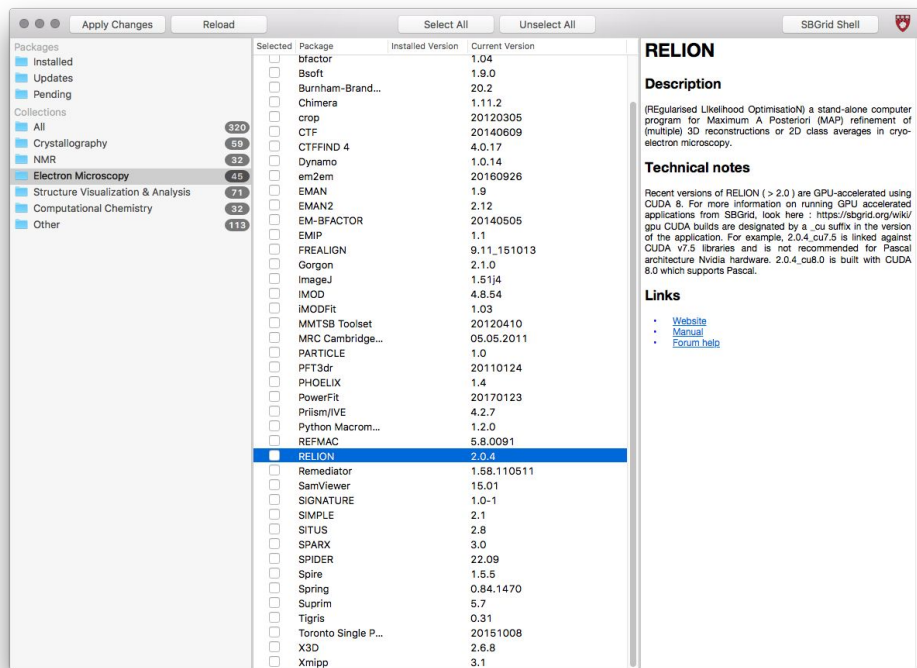 Apply Changes Reload Select All Unselect All SBGrid Shell
Packages
Installed
Updates
Pending
Collections
All 320
Crystallography 59
NMR 32
Electron Microscopy 45
Structure Visualization & Analysis 71
Computational Chemistry 32
Other 113
Selected Package Installed Version Current Version
bfactor 1.04
Bsoft 1.9.0
Burnham-Brand... 20.2
Chimera 1.11.2
crop 20120305
CTF 20140609
CTFFIND 4 4.0.17
Dynamo 1.0.14
em2em 20160926
EMAN 1.9
EMAN2 2.12
EM-BFACTOR 20140505
EMIP 1.1
FREALIGN 9.11_151013
Gorgon 2.1.0
ImageJ 1.51j4
IMOD 4.8.54
iMODFit 1.03
MMTSB Toolset 20120410
MRC Cambridge... 05.05.2011
PARTICLE 1.0
PFT3dr 20110124
PHOELIX 1.4
PowerFit 20170123
Priism/IVE 4.2.7
Python Macrom... 1.2.0
REFMAC 5.8.0091
RELION 2.0.4
Remediator 1.58.110511
SamViewer 15.01
SIGNATURE 1.0-1
SIMPLE 2.1
SITUS 2.8
SPARX 3.0
SPIDER 22.09
Spire 1.5.5
Spring 0.84.1470
Suprim 5.7
Tigris 0.31
Toronto Single P... 20151008
X3D 2.6.8
Xmipp 3.1
RELION
Description
(REgularised LIkelihood OptimisatioN) a stand-alone computer
program for Maximum A Posteriori (MAP) refinement of
(multiple) 3D reconstructions or 2D class averages in cryo-
electron microscopy.
Technical notes
Recent versions of RELION ( > 2.0 ) are GPU-accelerated using
CUDA 8. For more information on running GPU accelerated
applications from SBGrid, look here : https://sbgrid.org/wiki/
gpu CUDA builds are designated by a _cu suffix in the version
of the application. For example, 2.0.4_cu7.5 is linked against
CUDA v7.5 libraries and is not recommended for Pascal
architecture Nvidia hardware. 2.0.4_cu8.0 is built with CUDA
8.0 which supports Pascal.
Links
• Website
• Manual
• Forum help